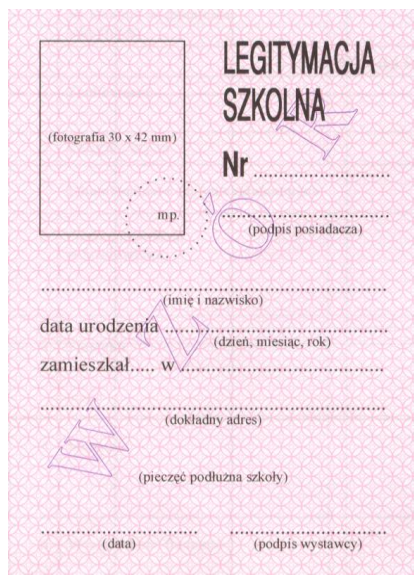 LEGITYMACJA
SZKOLNA
(fotografia 30 x 42 mm)
Nr ..............................
mp.
(podpis posiadacza)
(imię i nazwisko)
data urodzenia ..............................
(dzień, miesiąc, rok)
zamieszkał..... w ..............................
(dokładny adres)
(pieczęć podłużna szkoły)
(data)
(podpis wystawcy)
WZÓR